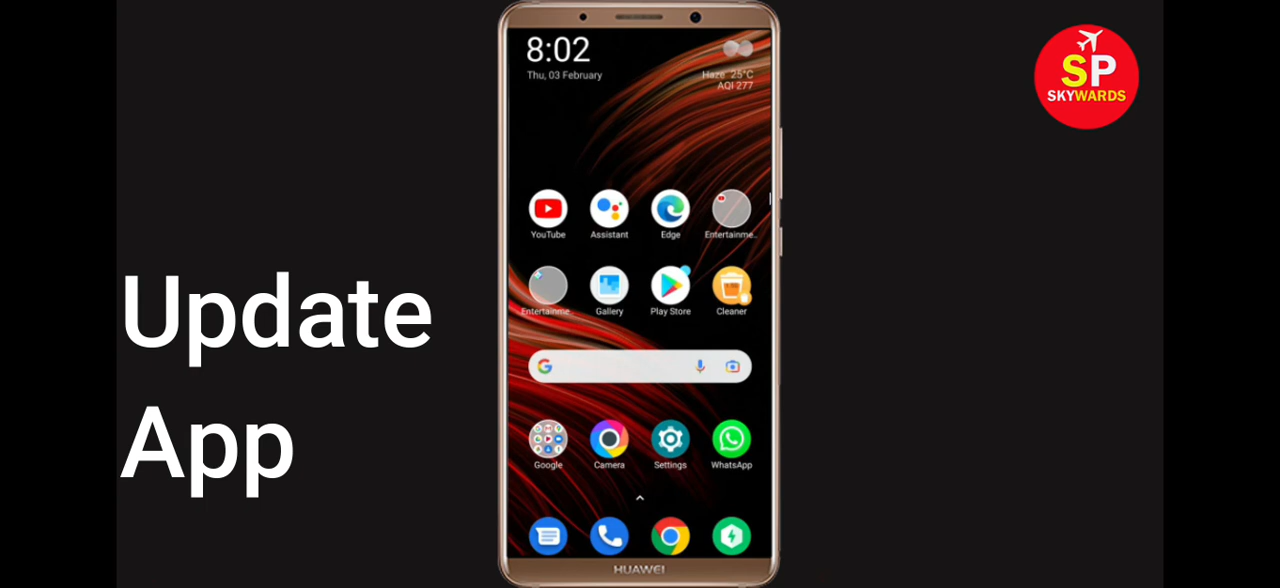 8:02
Thu, 03 February
Haze 25°C
AQI 277
SP
SKYWARDS
YouTube
Assistant
Edge
Entertainme..
Entertainme..
Gallery
Play Store
Cleaner
Update
App
Google
Camera
Settings
WhatsApp
HUAWEI